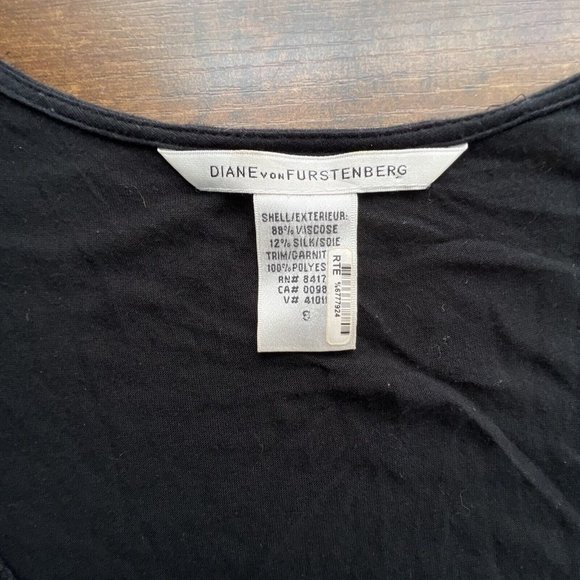 DIANE VON FURSTENBERG
SHELL/EXTERIEUR:
88% VISCOSE
12% SILK/SOIE
TRIM/GARNIT
100% POLYES
RN# 8417
CA# 0098
V# 4101
RTE
%6777924